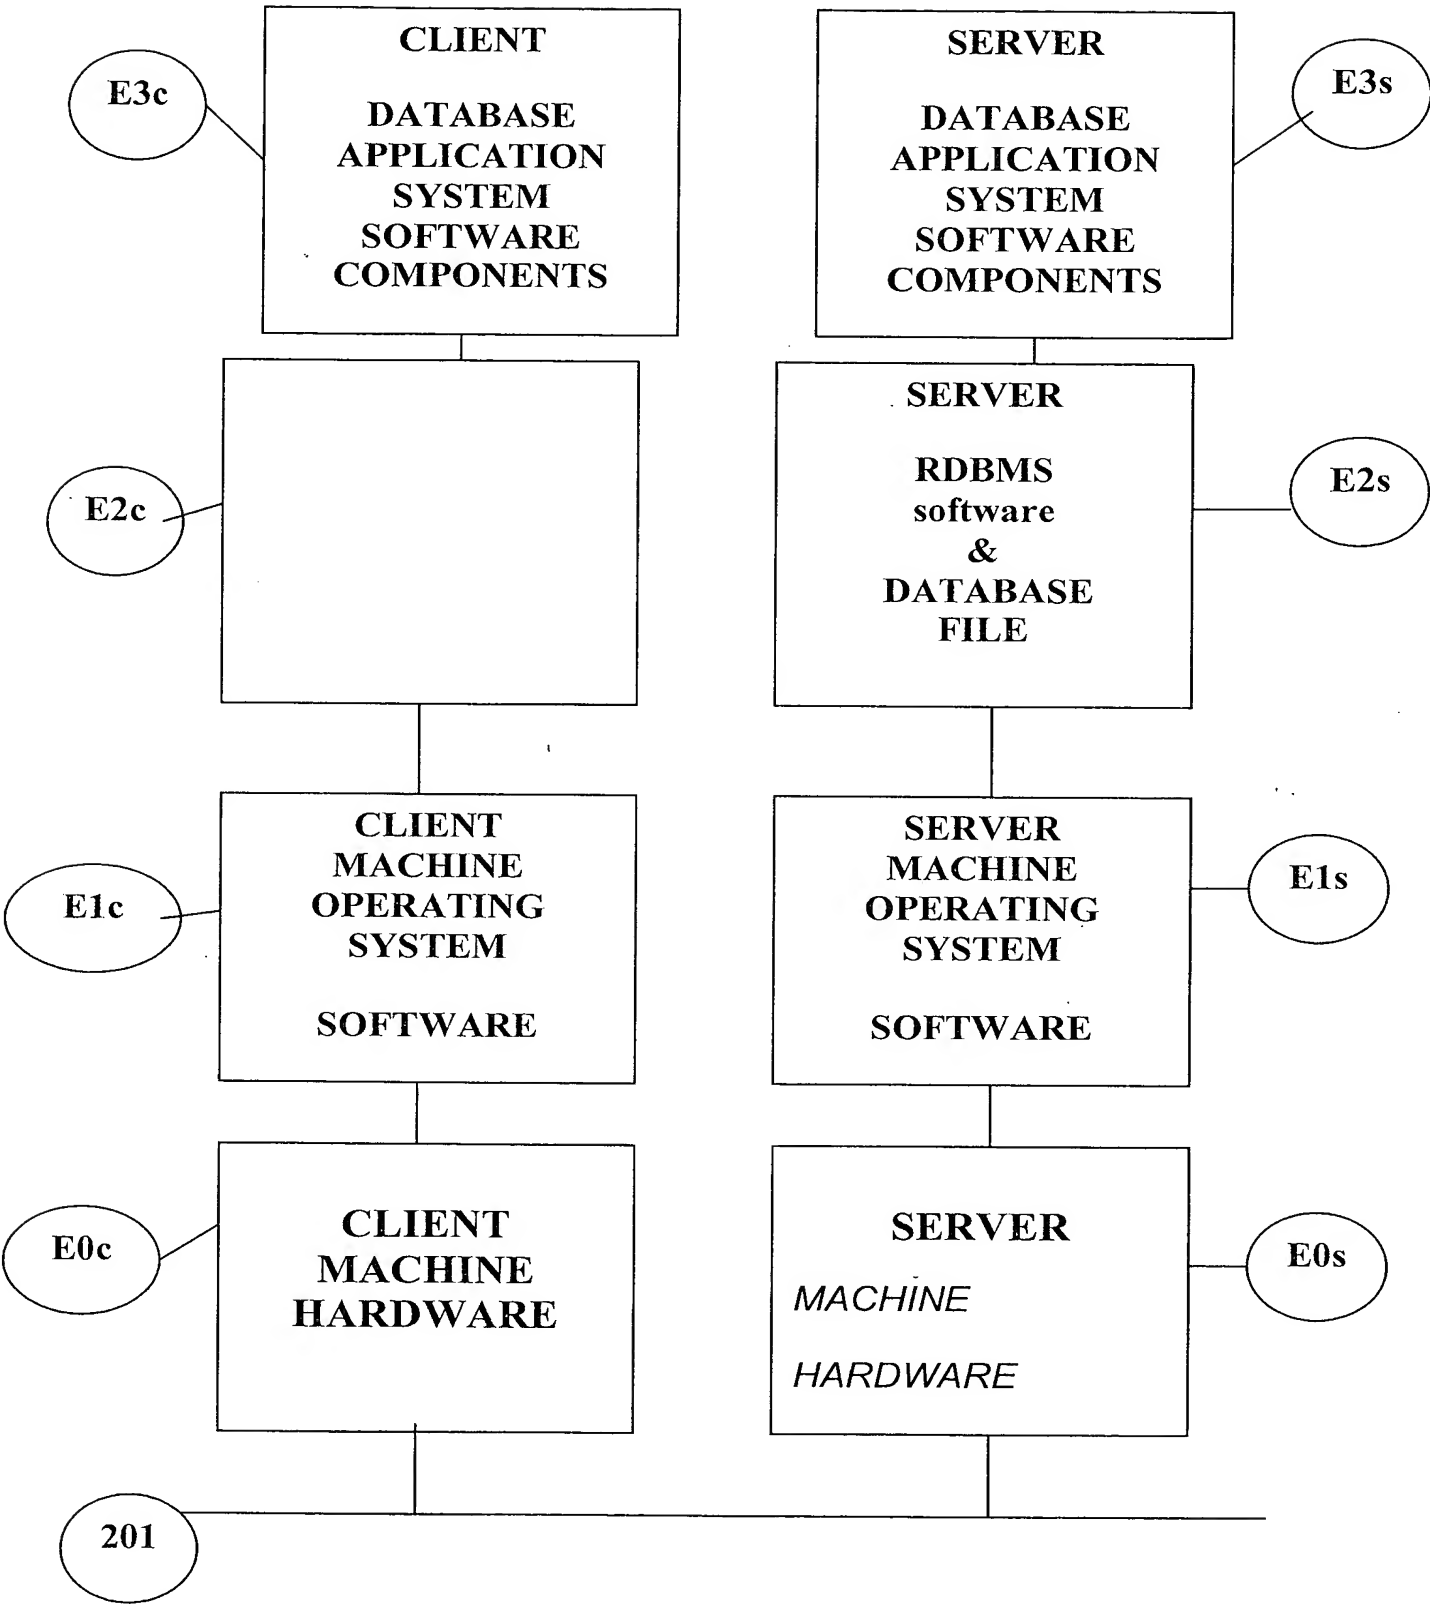 CLIENT
DATABASE
APPLICATION
SYSTEM
SOFTWARE
COMPONENTS
E3c
SERVER
DATABASE
APPLICATION
SYSTEM
SOFTWARE
COMPONENTS
E3s
E2c
SERVER
RDBMS
software
&
DATABASE
FILE
E2s
CLIENT
MACHINE
OPERATING
SYSTEM
SOFTWARE
E1c
SERVER
MACHINE
OPERATING
SYSTEM
SOFTWARE
E1s
CLIENT
MACHINE
HARDWARE
E0c
SERVER
MACHINE
HARDWARE
E0s
201